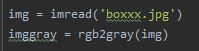 img = imread('boxxx.jpg')
imggray = rgb2gray(img)